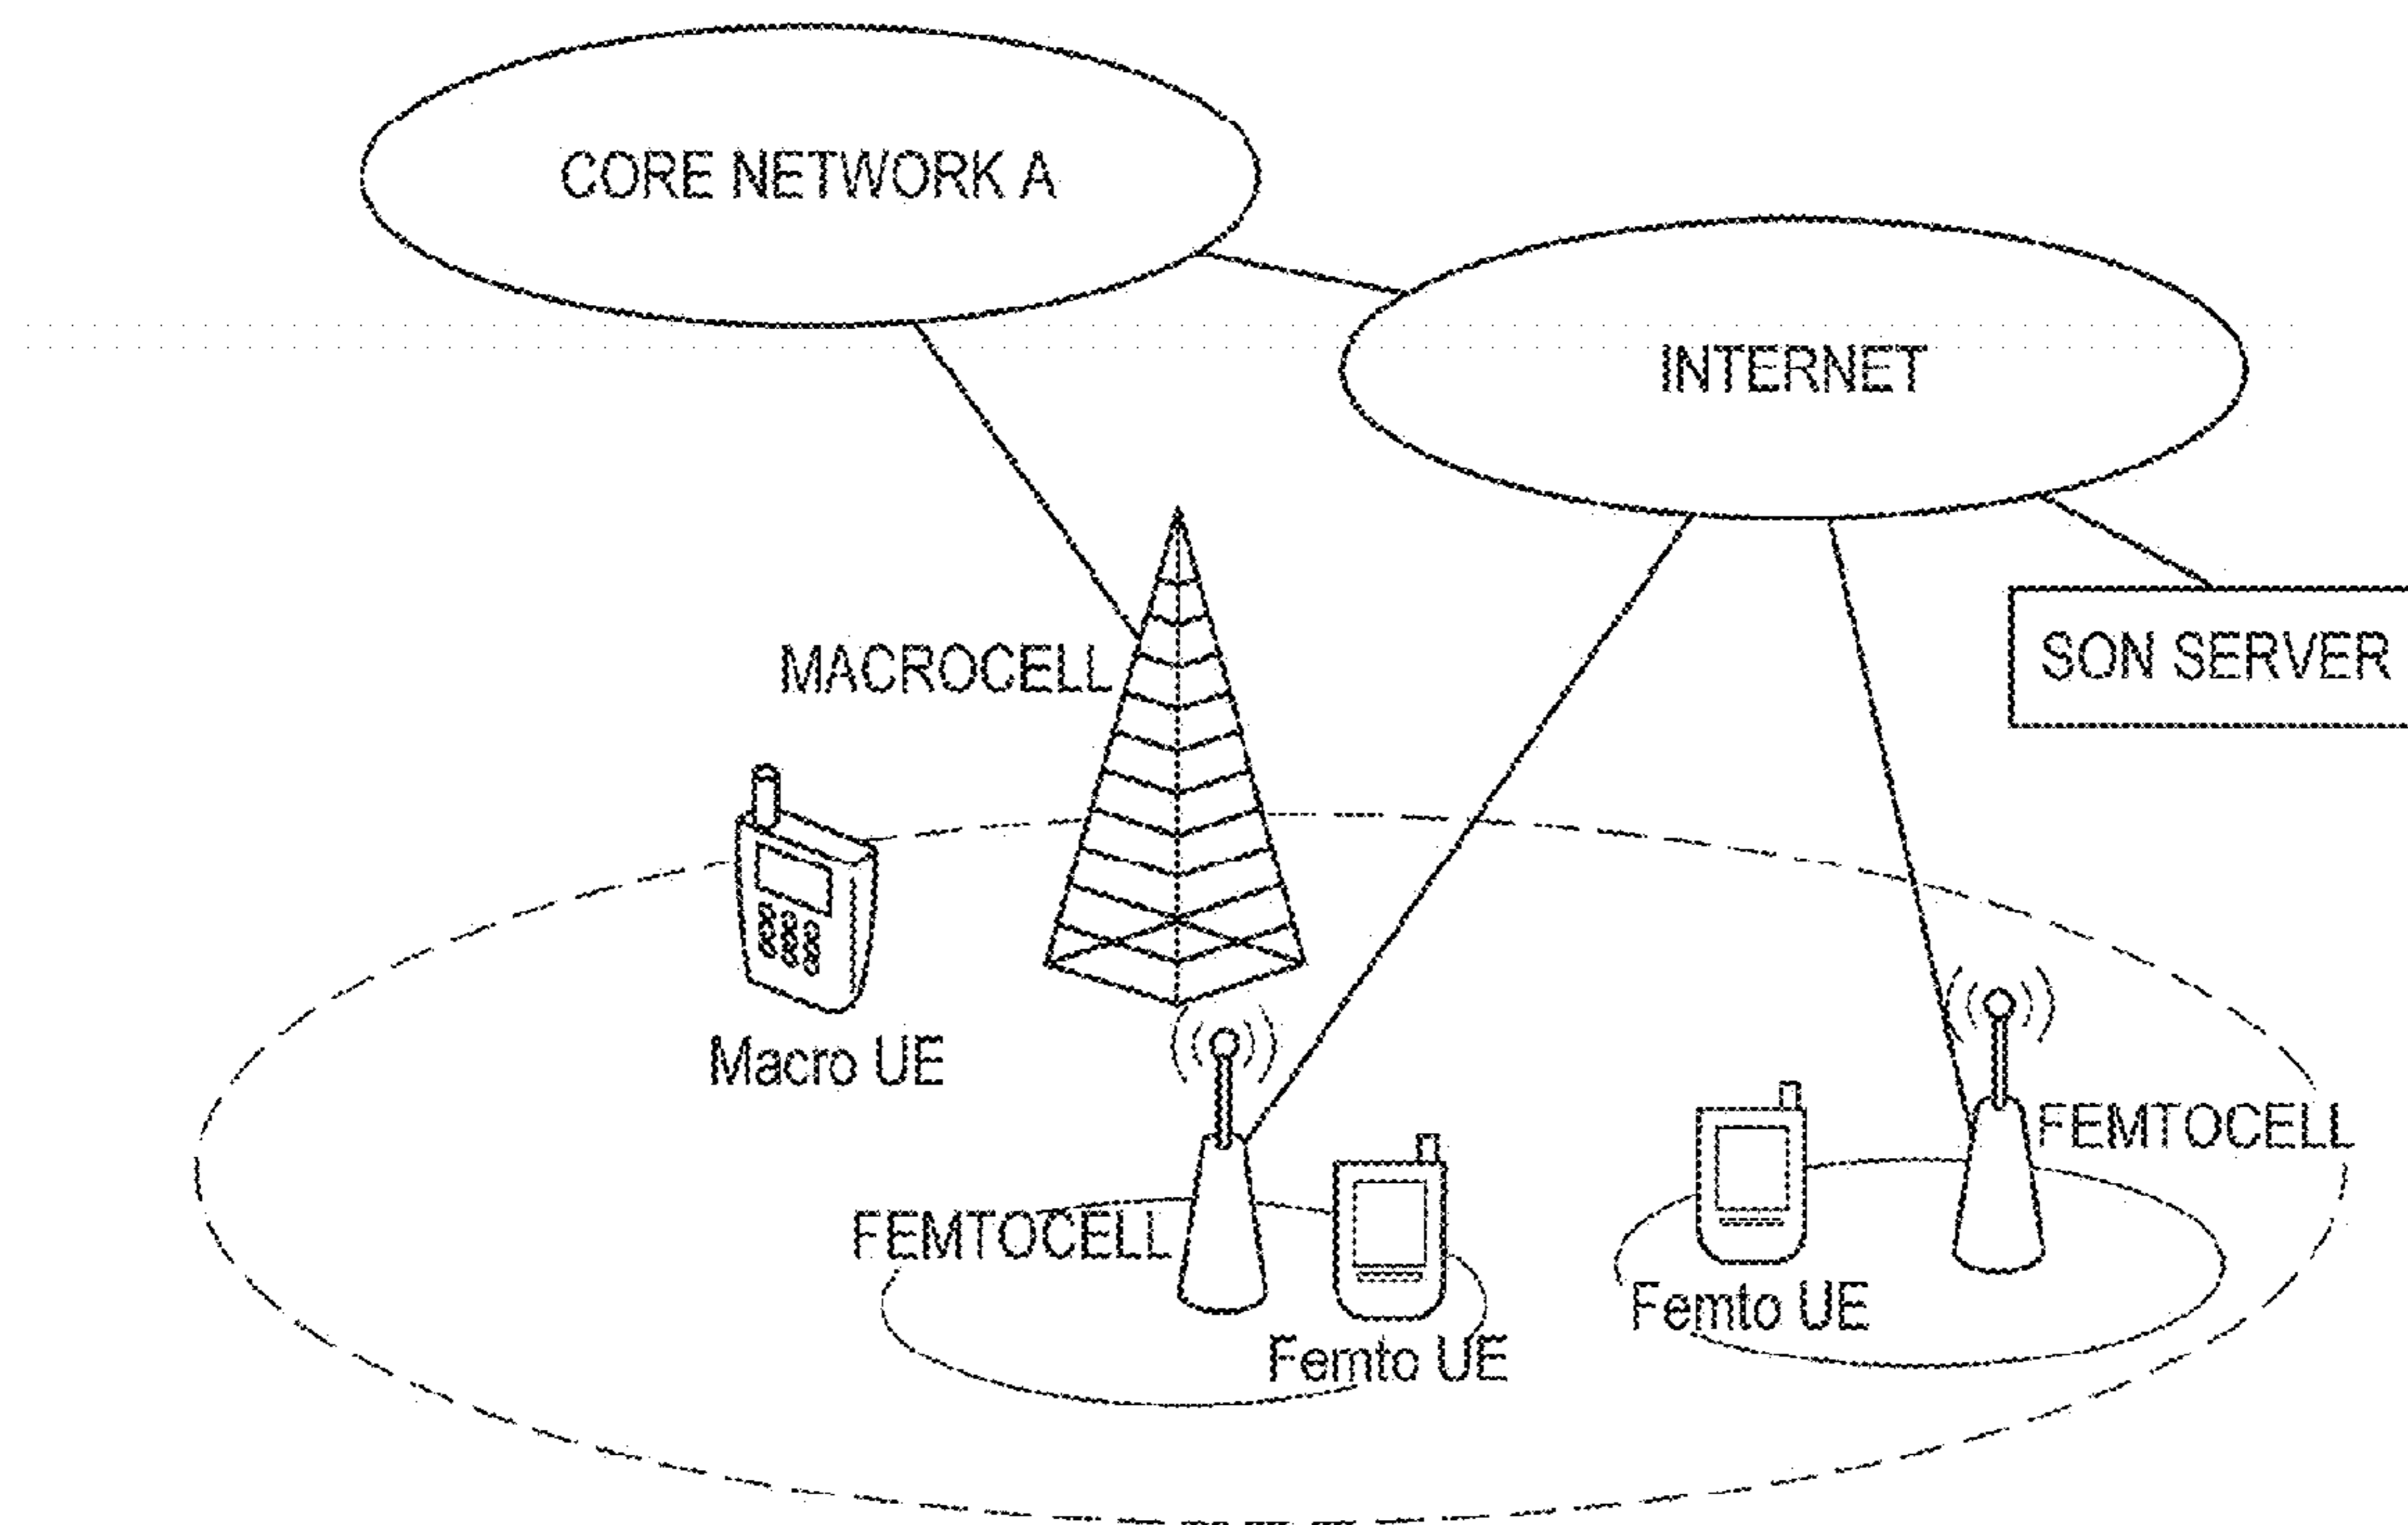 CORE NETWORK A
INTERNET
SON SERVER
MACROCELL
Macro UE
FEMTOCELL
FEMTOCELL
Femto UE
Femto UE